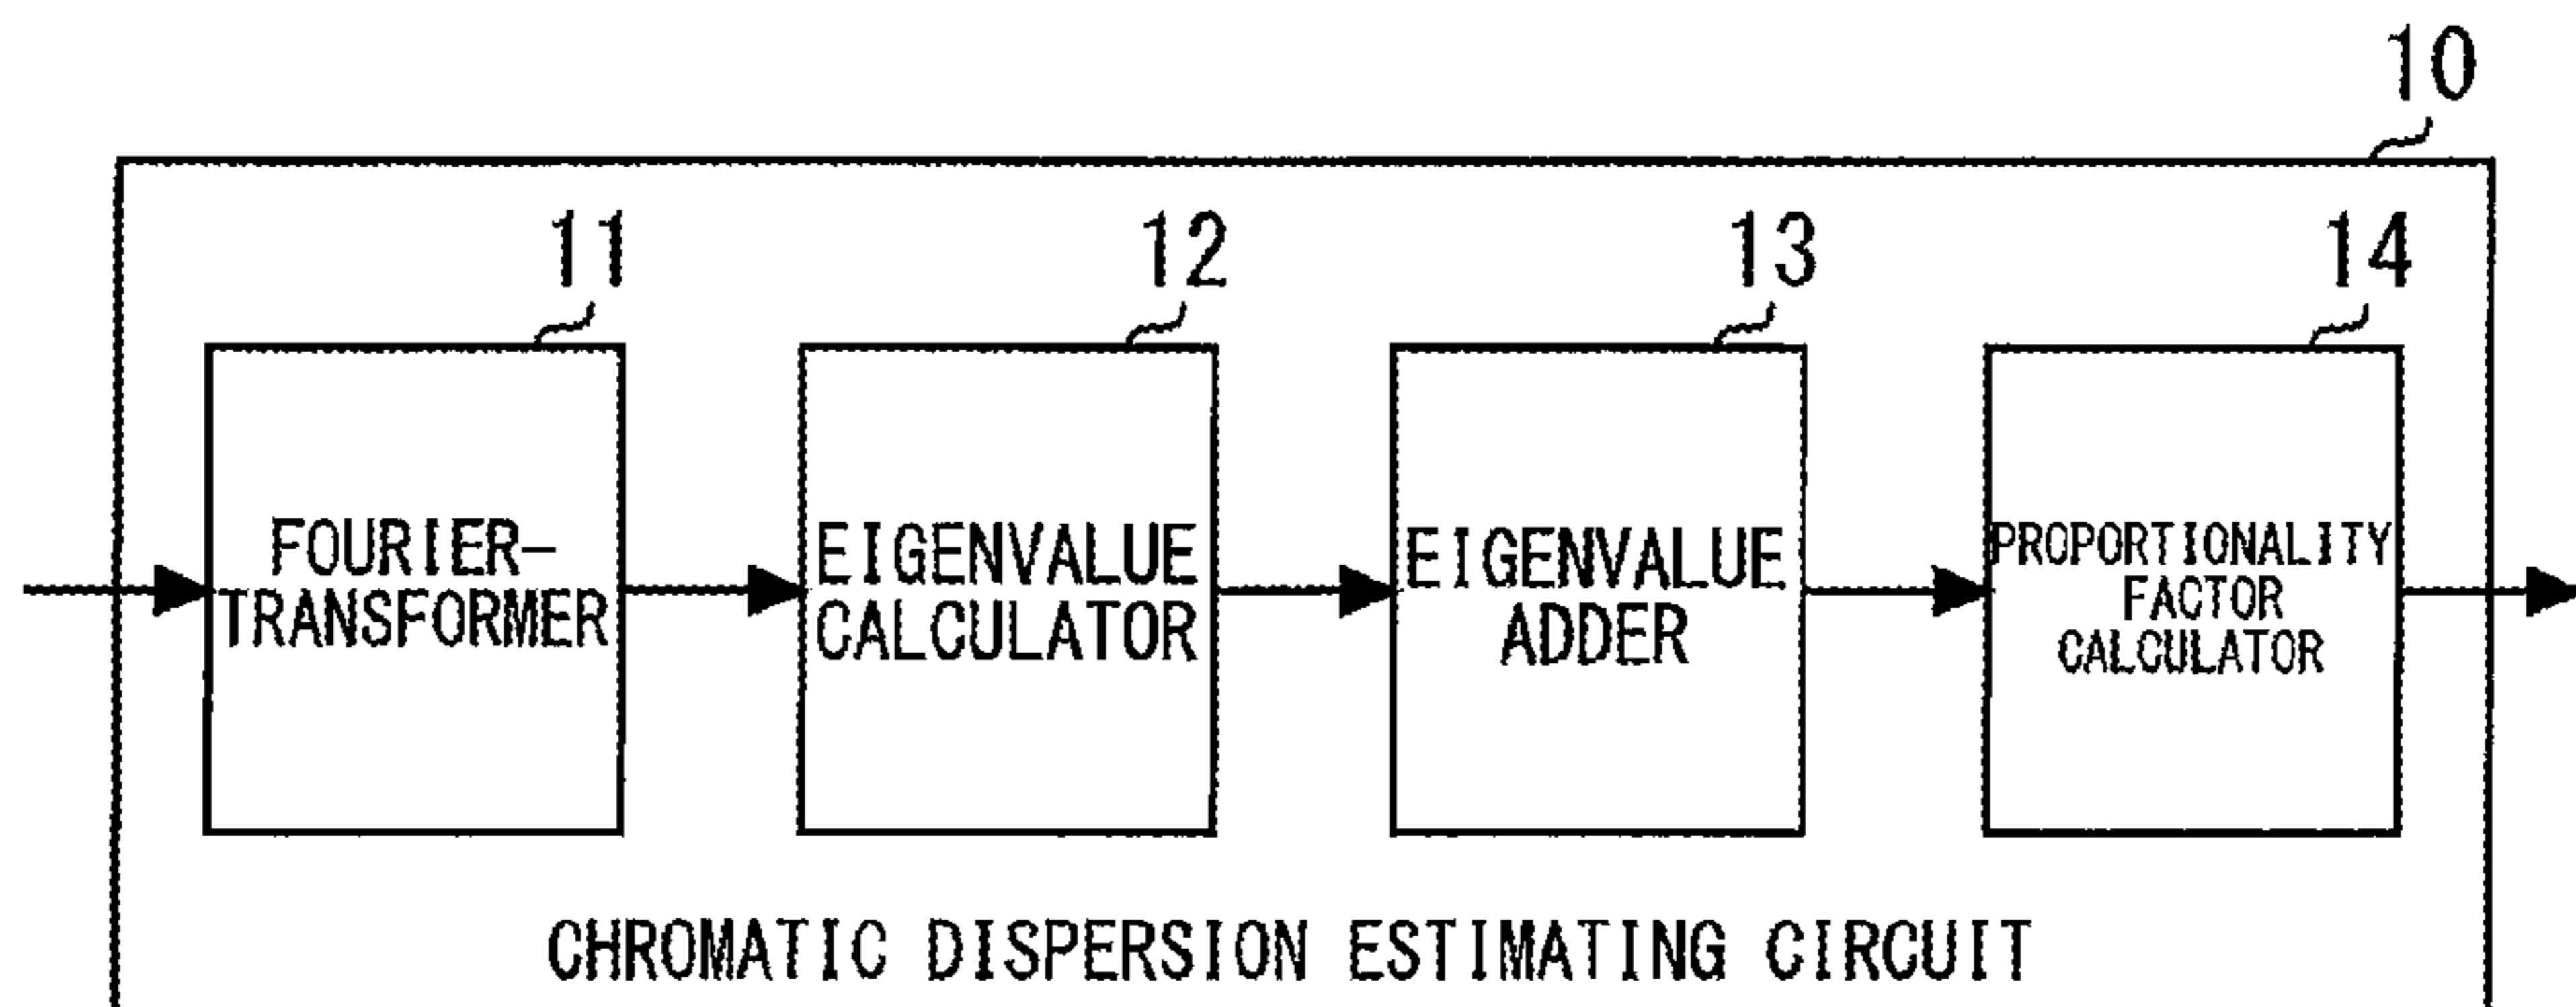 10
11
12
13
14
FOURIER-
TRANSFORMER
EIGENVALUE
CALCULATOR
EIGENVALUE
ADDER
PROPORTIONALITY
FACTOR
CALCULATOR
CHROMATIC DISPERSION ESTIMATING CIRCUIT